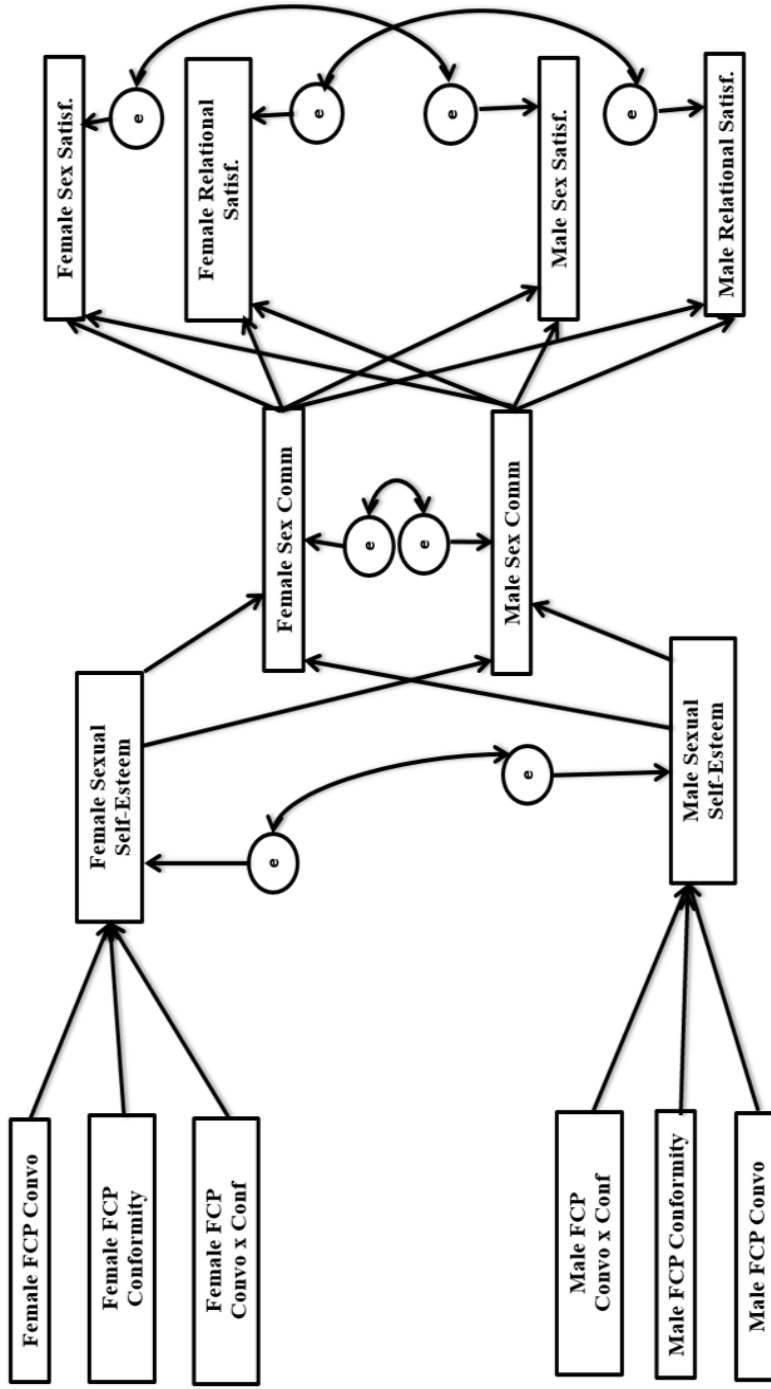 Female FCP Convo
Female FCP
Conformity
Female FCP
Convo x Conf
Male FCP
Convo x Conf
Male FCP Conformity
Male FCP Convo
Female Sexual
Self-Esteem
e
e
Male Sexual
Self-Esteem
Female Sex Comm
e
e
Male Sex Comm
Female Sex Satisf.
e
Female Relational
Satisf.
e
e
Male Sex Satisf.
e
Male Relational Satisf.